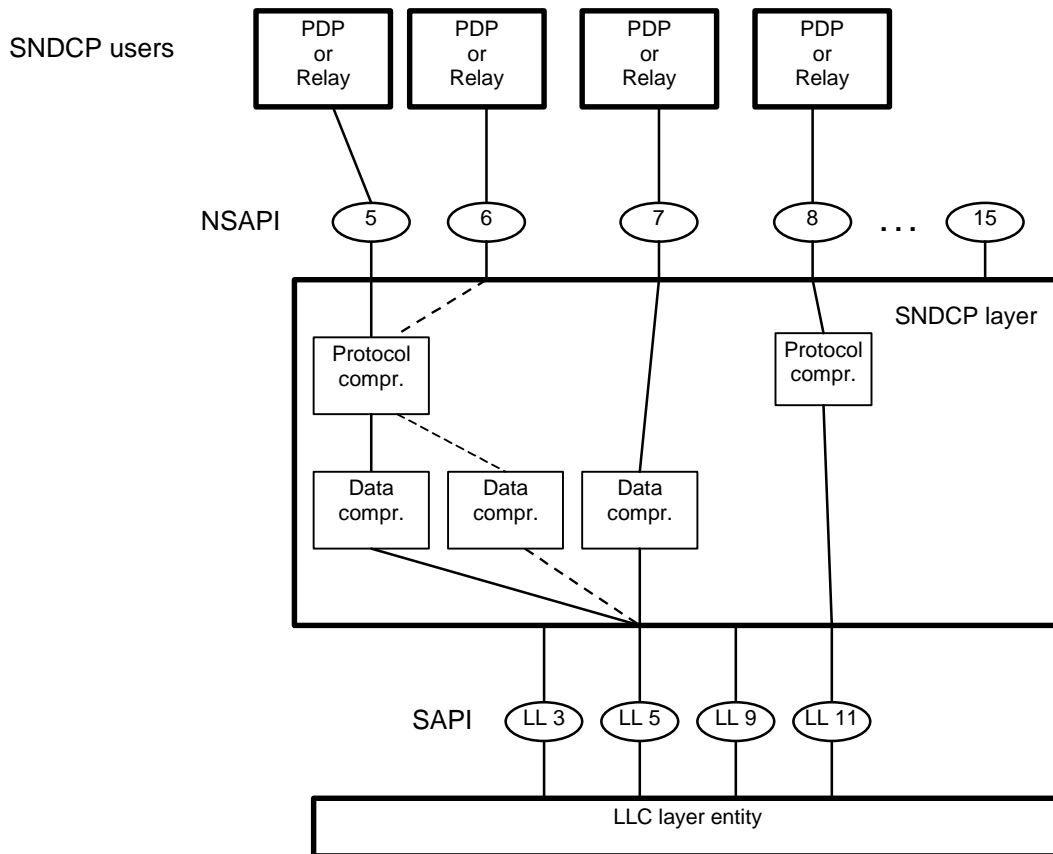 SNDCP users
PDP
or
Relay
PDP
or
Relay
PDP
or
Relay
PDP
or
Relay
NSAPI
5
6
7
8
. . .
15
SNDCP layer
Protocol
compr.
Protocol
compr.
Data
compr.
Data
compr.
Data
compr.
SAPI
LL 3
LL 5
LL 9
LL 11
LLC layer entity